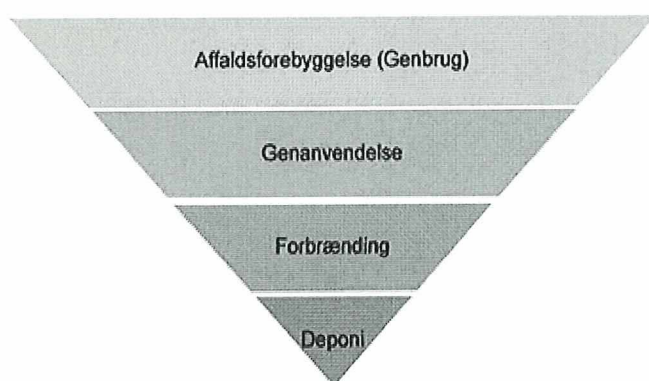 Affaldsforebyggelse (Genbrug)
Genanvendelse
Forbrænding
Deponi